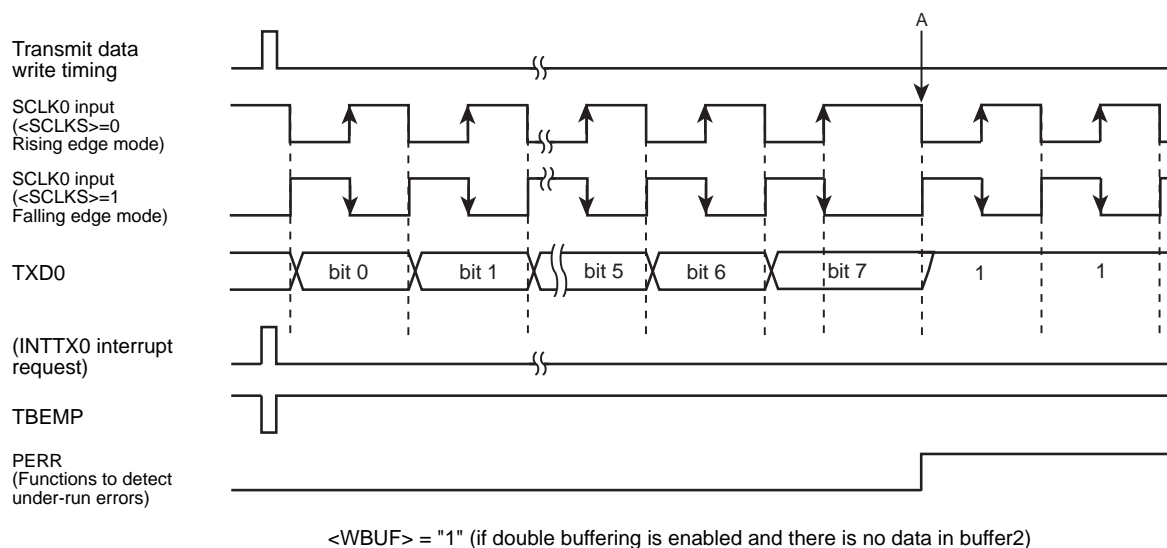 A
Transmit data
write timing
SCLK0 input
(<SCLKS>=0
Rising edge mode)
SCLK0 input
(<SCLKS>=1
Falling edge mode)
TXD0
bit 0
bit 1
bit 5
bit 6
bit 7
1
1
(INTTX0 interrupt
request)
TBEMP
PERR
(Functions to detect
under-run errors)
<WBUF> = "1" (if double buffering is enabled and there is no data in buffer2)